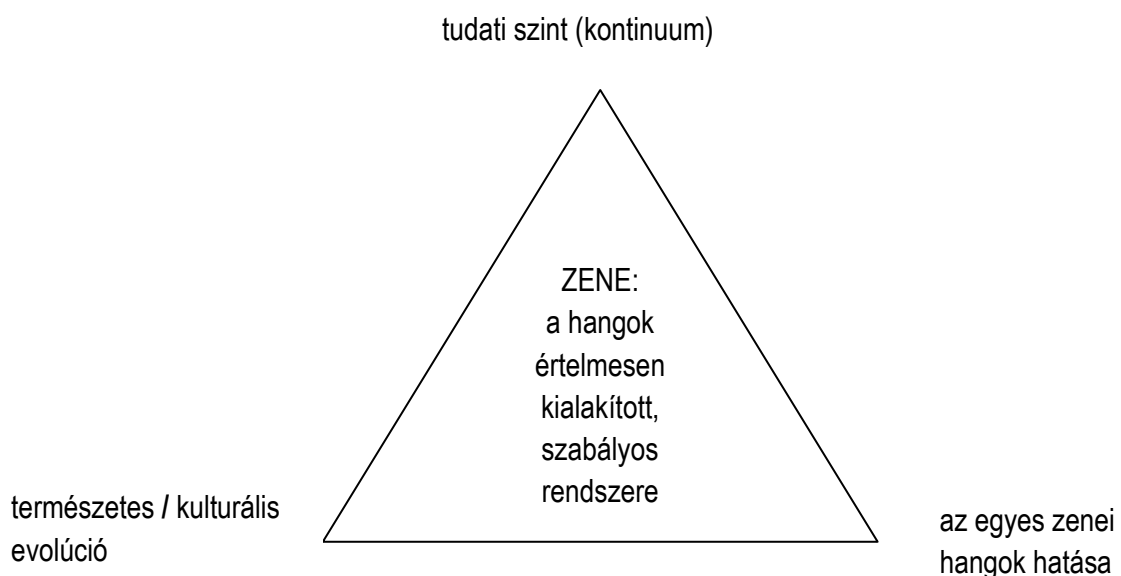 tudati szint (kontinuum)
ZENE:
a hangok
értelmesen
kialakított,
szabályos
rendszere
természetes / kulturális
evolúció
az egyes zenei
hangok hatása